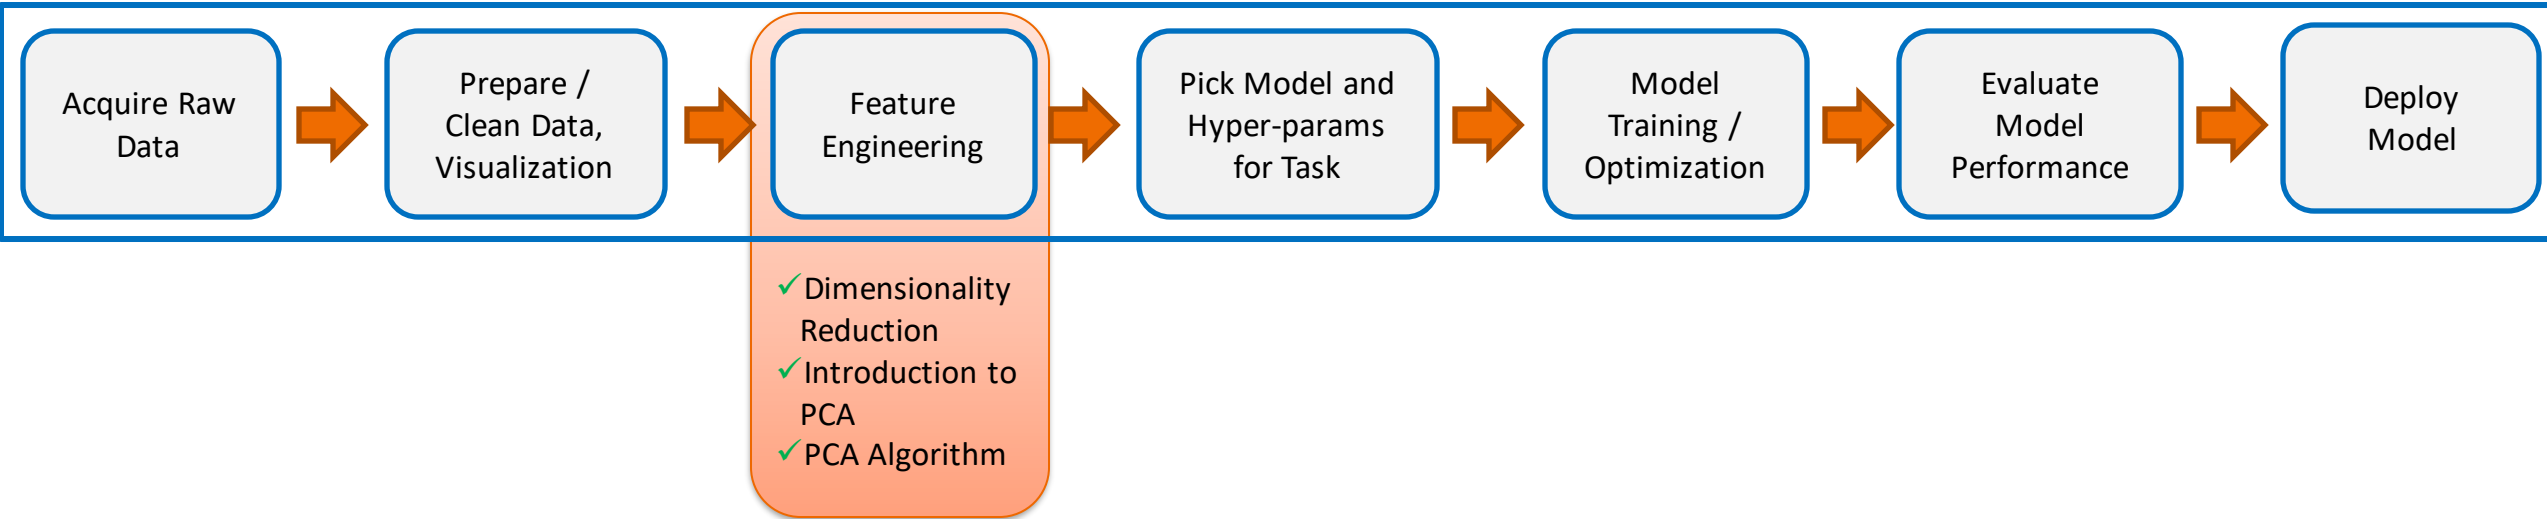 Acquire Raw
Data
Prepare /
Clean Data,
Visualization
Feature
Engineering
Pick Model and
Hyper-params
for Task
Model
Training /
Optimization
Evaluate
Model
Performance
Deploy
Model
✓Dimensionality
Reduction
✓Introduction to
PCA
✓PCA Algorithm